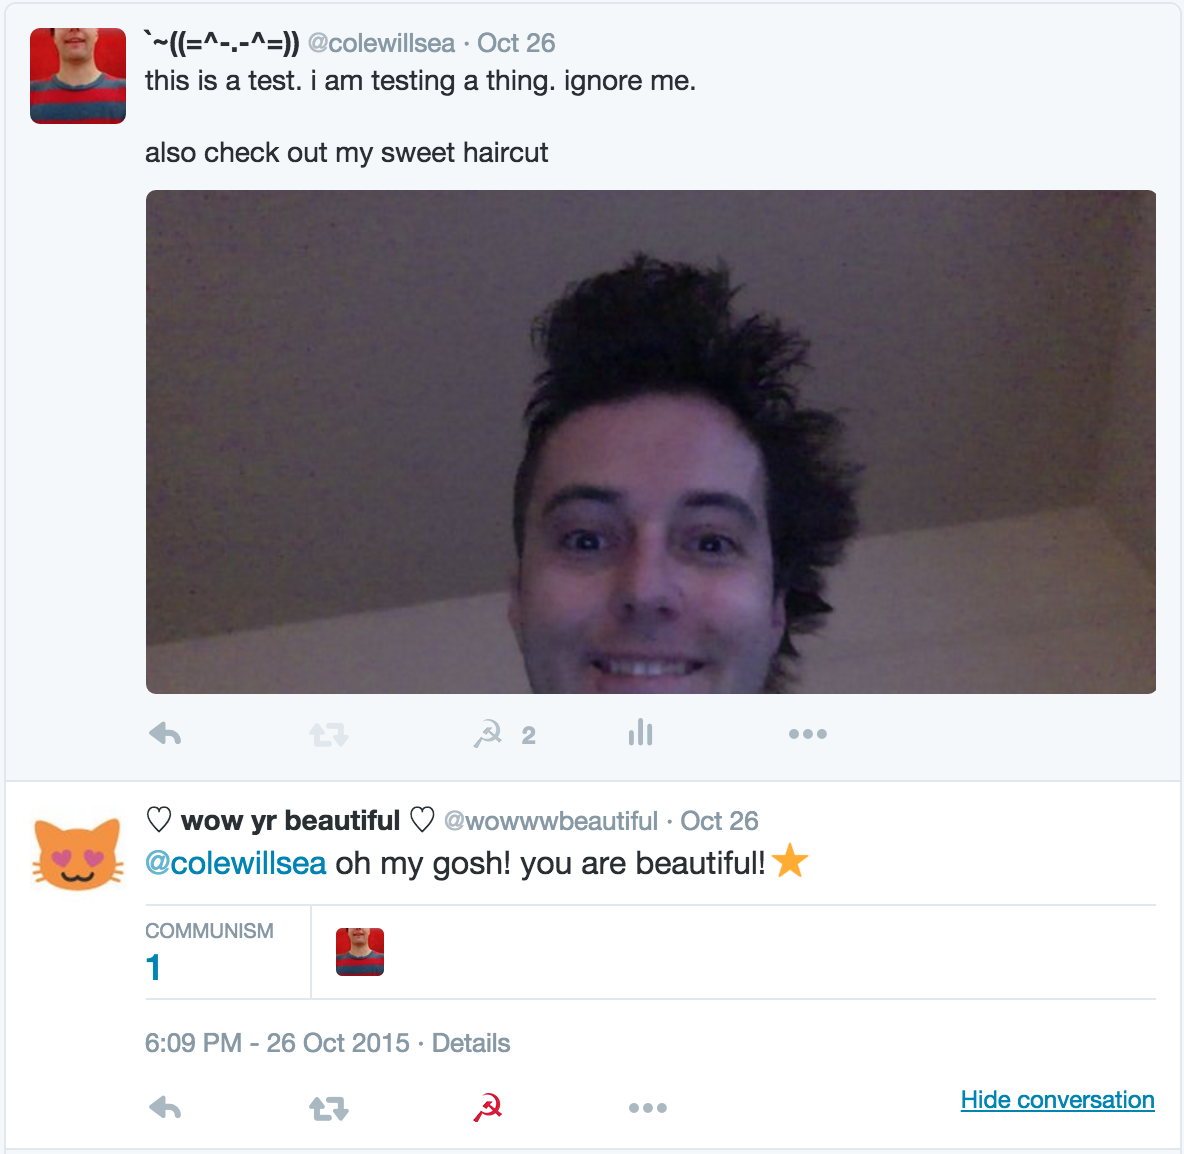 `~((=^-.-^=)) @colewillsea · Oct 26
this is a test. i am testing a thing. ignore me.
also check out my sweet haircut
2
♡ wow yr beautiful ♡ @wowwwbeautiful · Oct 26
@colewillsea oh my gosh! you are beautiful!⭐
COMMUNISM
1
6:09 PM - 26 Oct 2015 · Details
Hide conversation